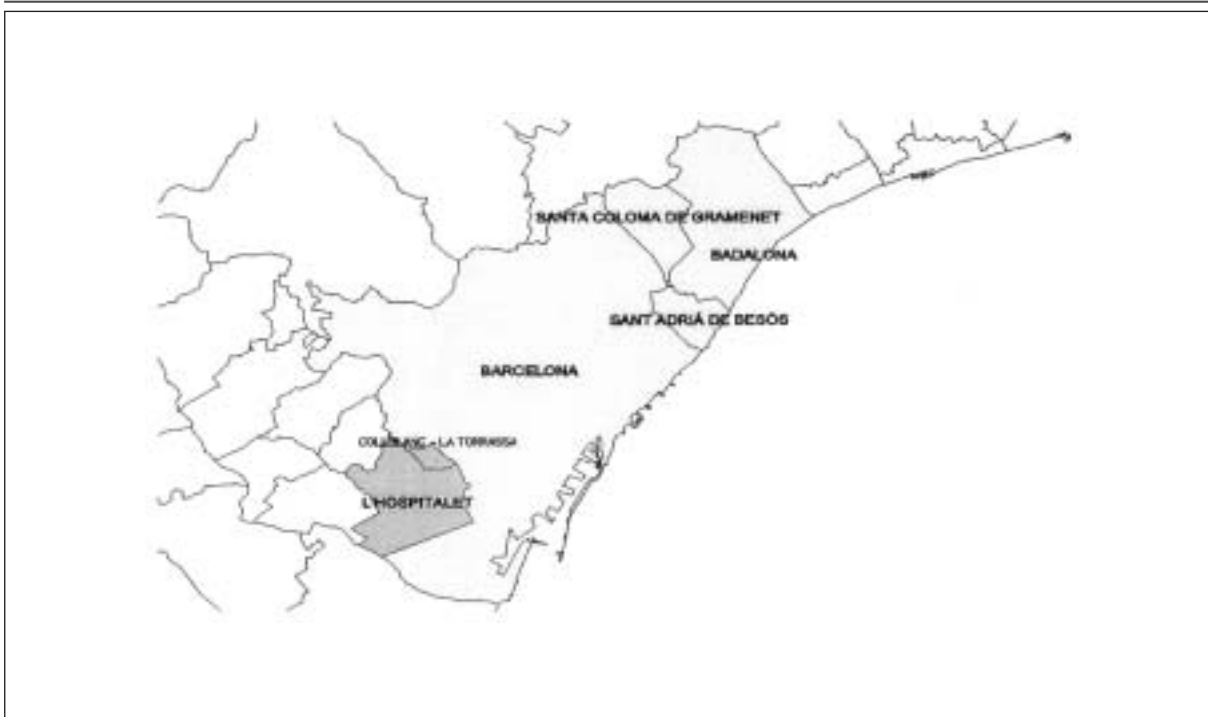 SANTA COLOMA DE GRAMENET
BADALONA
SANT ADRIÀ DE BESÒS
BARCELONA
COLLBLANC - LA TORRASSA
L'HOSPITALET